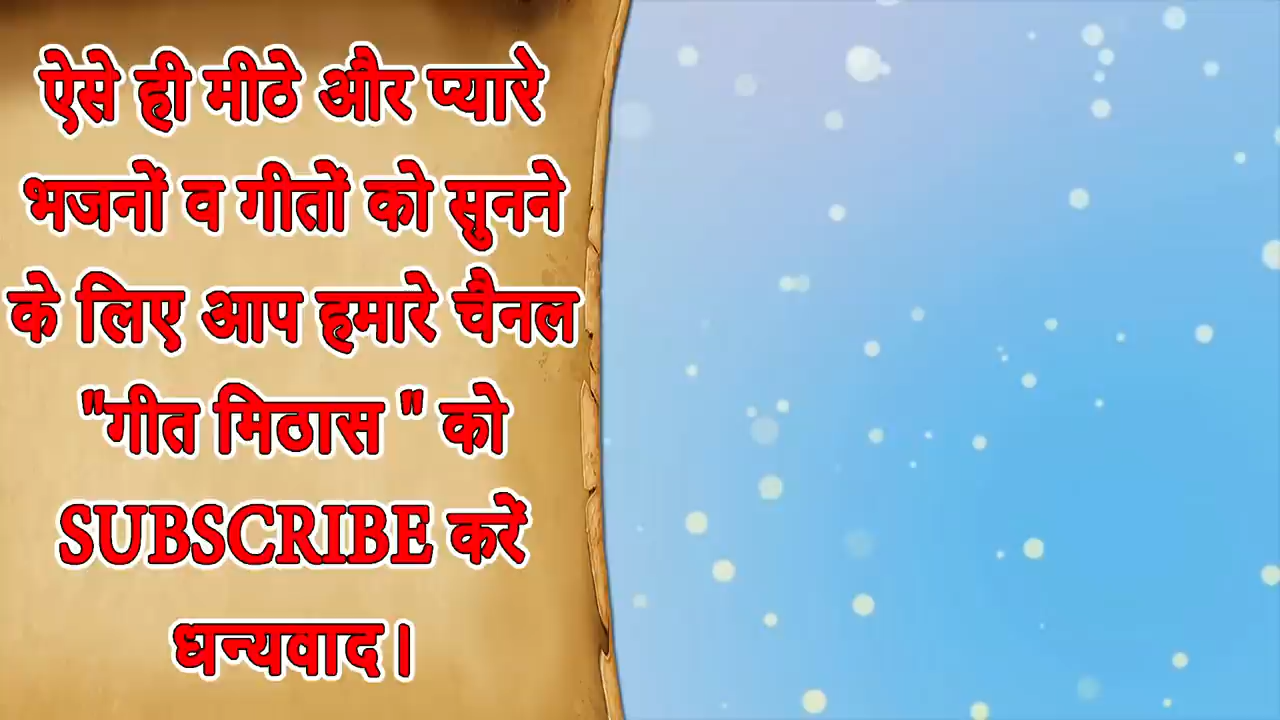 ऐसे ही मीठे और प्यारे
भजनों व गीतों को सुनने
के लिए आप हमारे चैनल
"गीत मिठास " को
SUBSCRIBE करें
धन्यवाद।